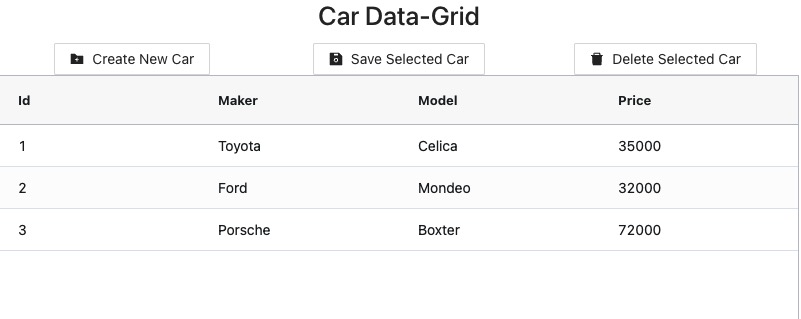 Car Data-Grid
Create New Car Save Selected Car Delete Selected Car
Id Maker Model Price
1 Toyota Celica 35000
2 Ford Mondeo 32000
3 Porsche Boxter 72000